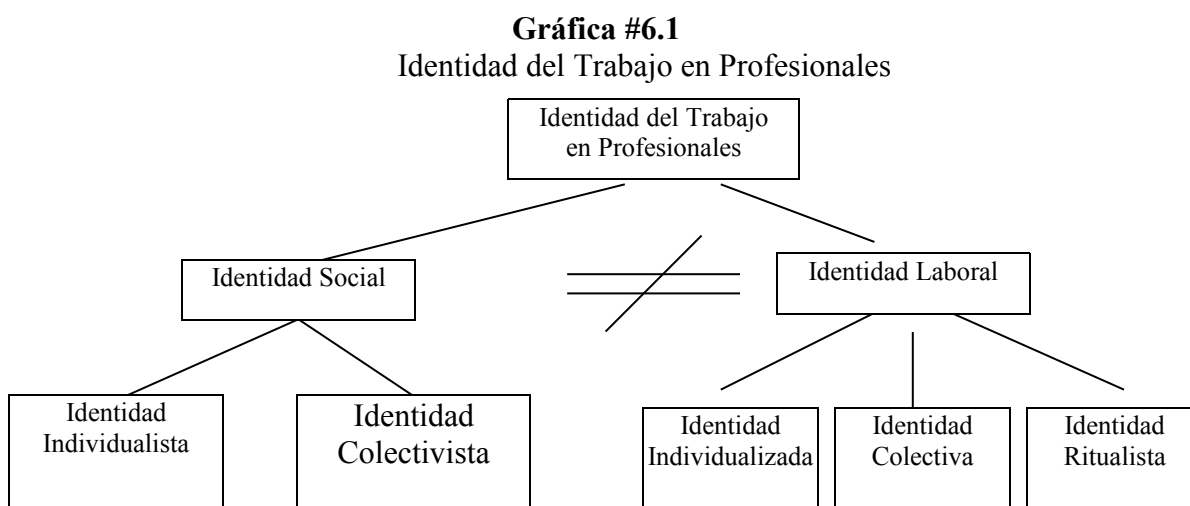 Gráfica #6.1
Identidad del Trabajo en Profesionales
Identidad del Trabajo
en Profesionales
Identidad Social
Identidad Laboral
Identidad
Individualista
Identidad
Colectivista
Identidad
Individualizada
Identidad
Colectiva
Identidad
Ritualista